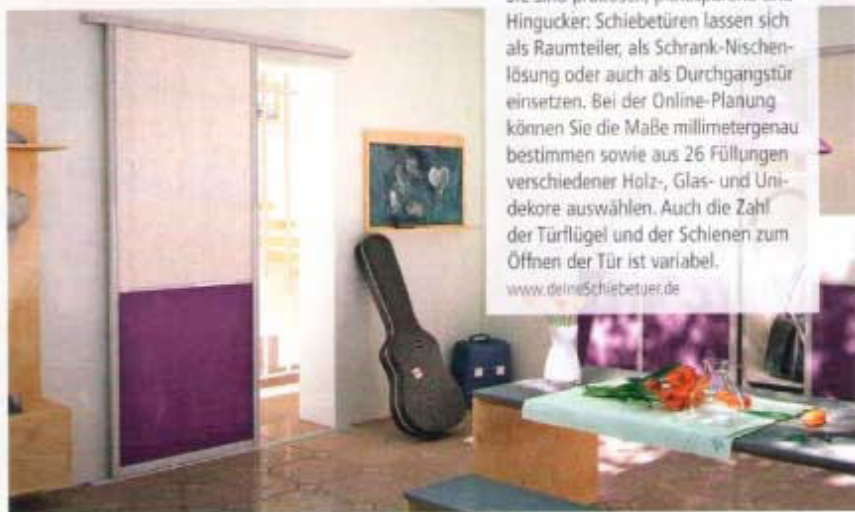 Hingucker: Schiebetüren lassen sich
als Raumteiler, als Schrank-Nischen-
lösung oder auch als Durchgangstür
einsetzen. Bei der Online-Planung
können Sie die Maße millimetergenau
bestimmen sowie aus 26 Füllungen
verschiedener Holz-, Glas- und Uni-
dekore auswählen. Auch die Zahl
der Türflügel und der Schienen zum
Öffnen der Tür ist variabel.
www.deineSchiebetuer.de